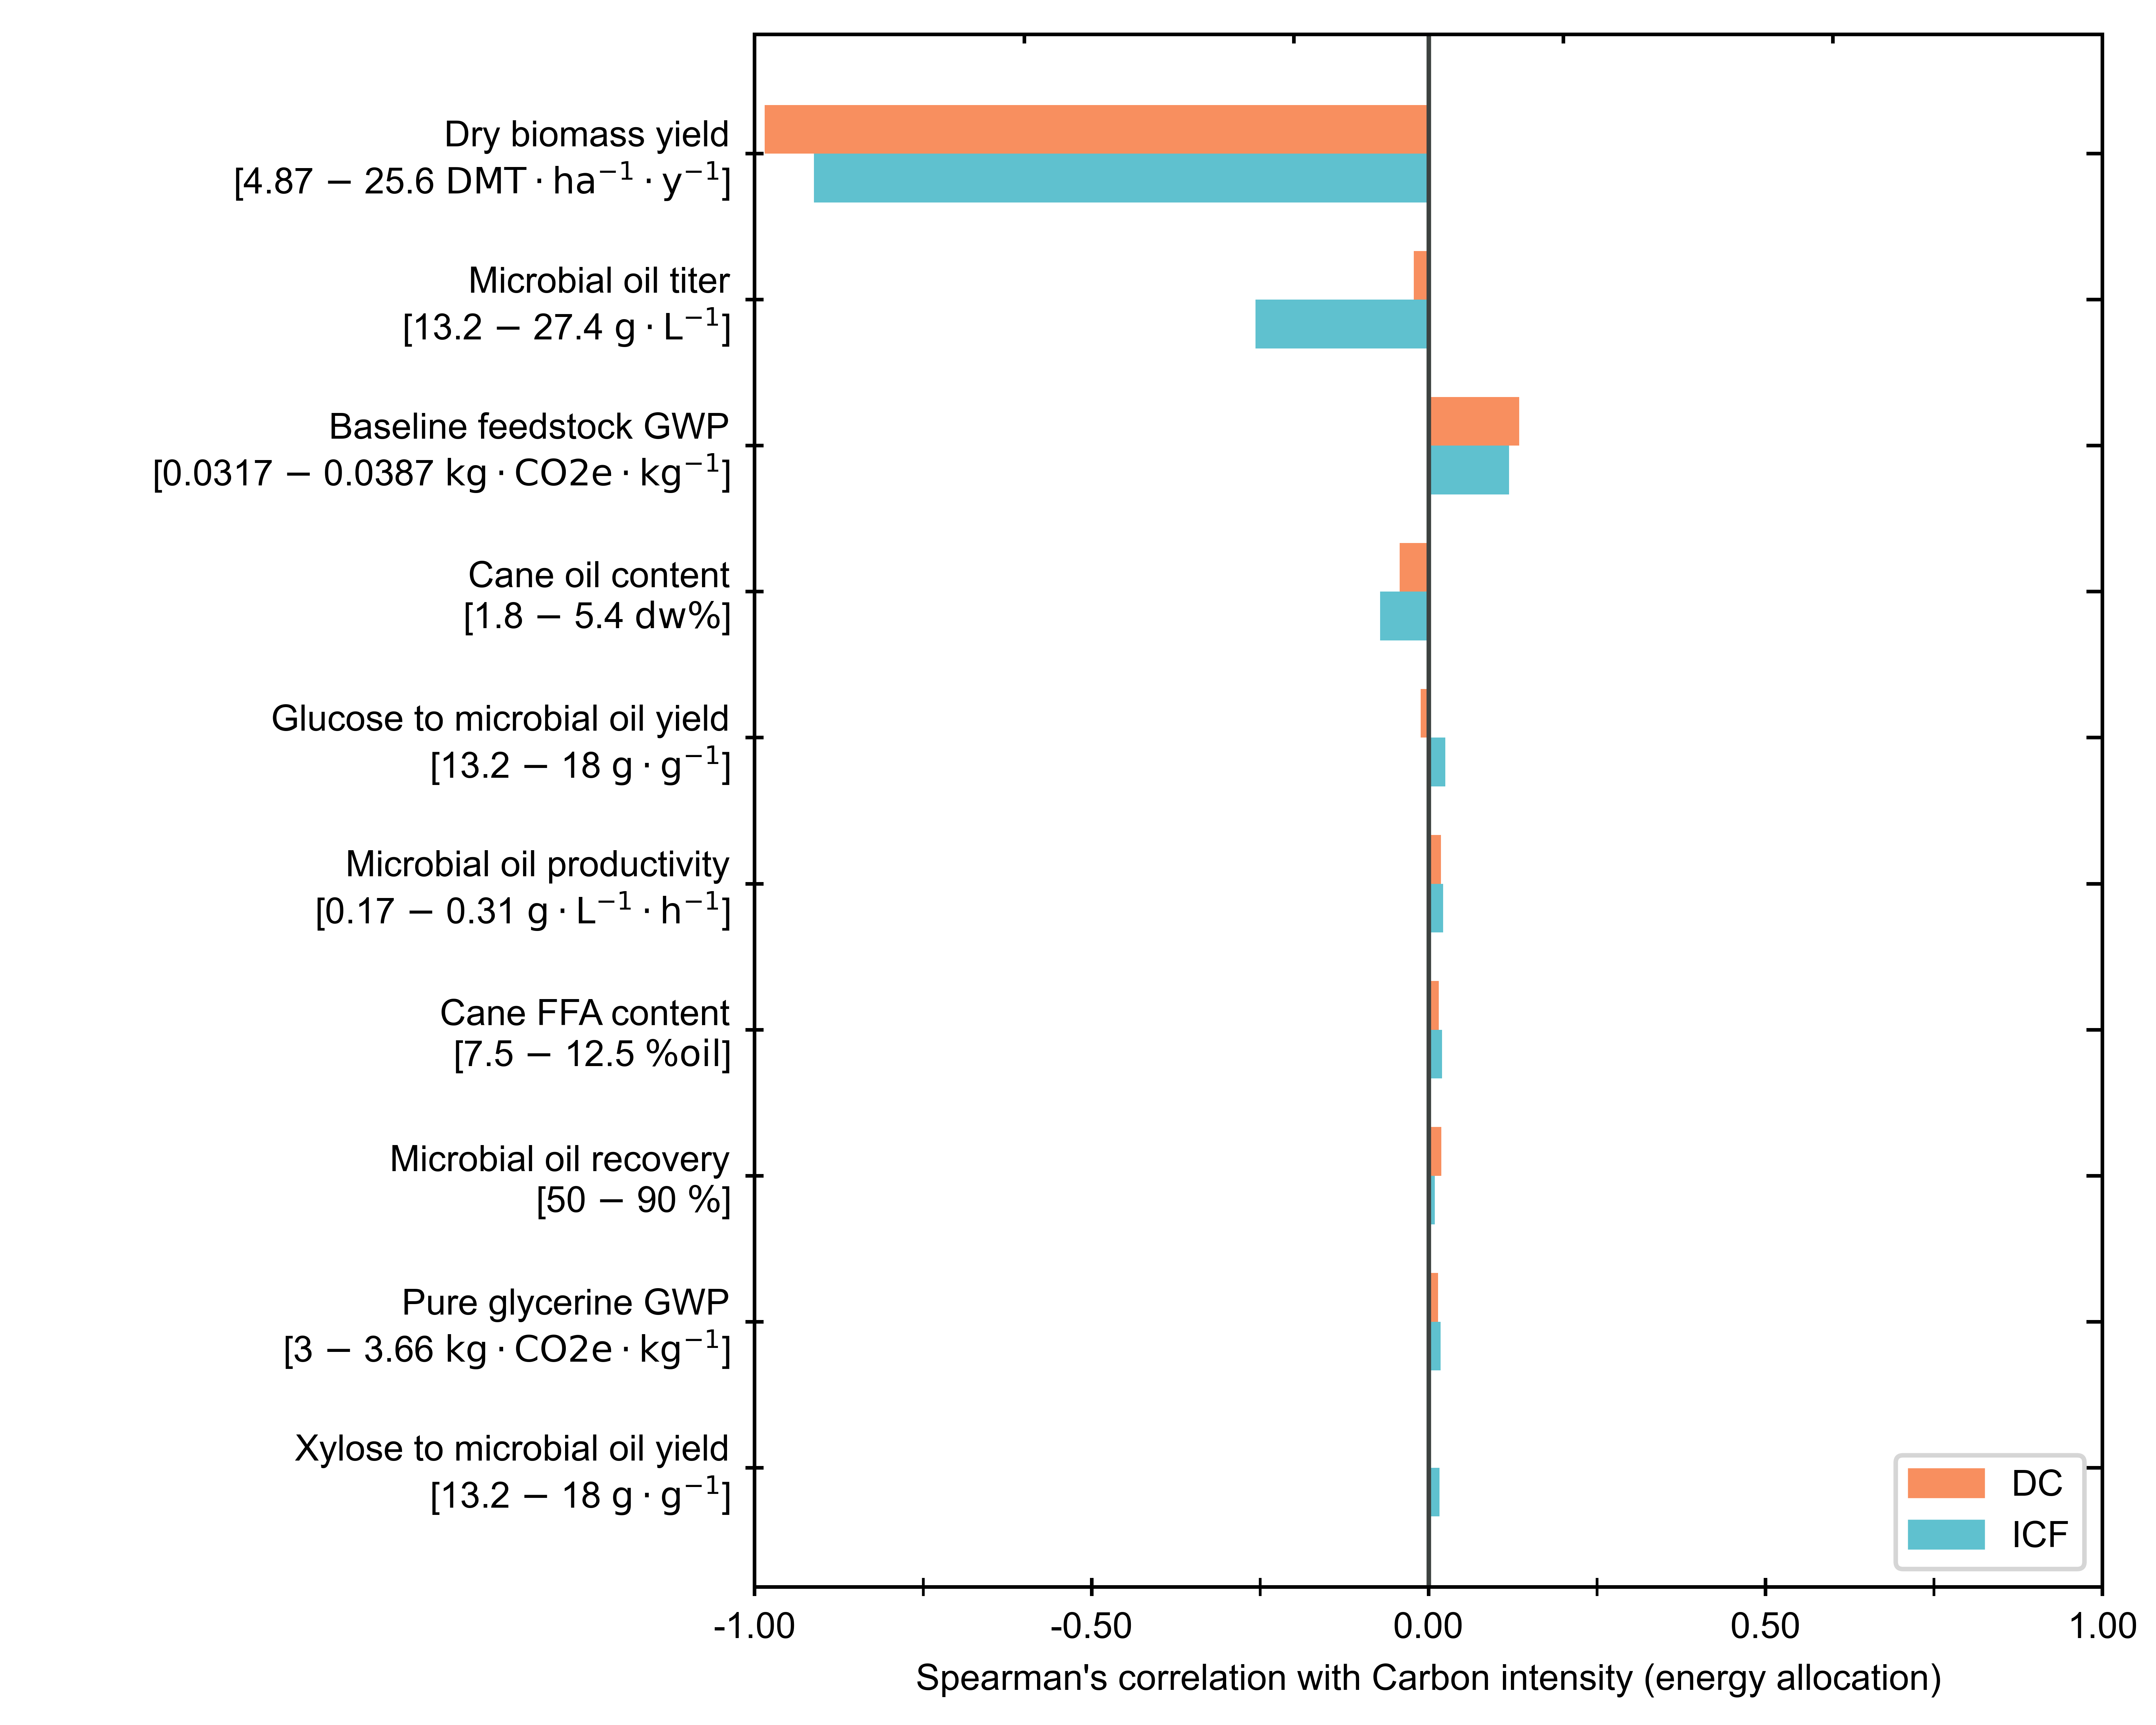 Dry biomass yield
[4.87 − 25.6 DMT · ha⁻¹ · y⁻¹]
Microbial oil titer
[13.2 − 27.4 g · L⁻¹]
Baseline feedstock GWP
[0.0317 − 0.0387 kg · CO2e · kg⁻¹]
Cane oil content
[1.8 − 5.4 dw%]
Glucose to microbial oil yield
[13.2 − 18 g · g⁻¹]
Microbial oil productivity
[0.17 − 0.31 g · L⁻¹ · h⁻¹]
Cane FFA content
[7.5 − 12.5 %oil]
Microbial oil recovery
[50 − 90 %]
Pure glycerine GWP
[3 − 3.66 kg · CO2e · kg⁻¹]
Xylose to microbial oil yield
[13.2 − 18 g · g⁻¹]
DC
ICF
-1.00 -0.50 0.00 0.50 1.00
Spearman's correlation with Carbon intensity (energy allocation)